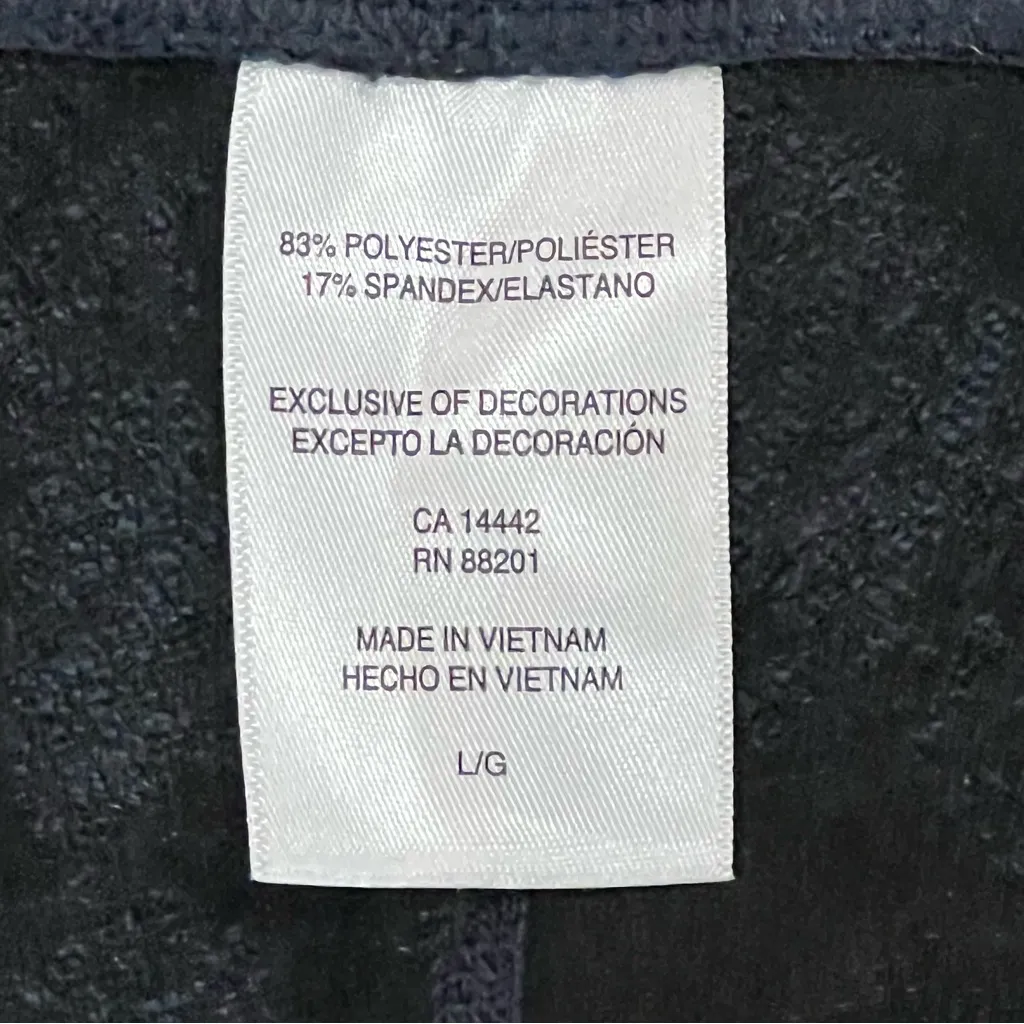 83% POLYESTER/POLIÉSTER
17% SPANDEX/ELASTANO
EXCLUSIVE OF DECORATIONS
EXCEPTO LA DECORACIÓN
CA 14442
RN 88201
MADE IN VIETNAM
HECHO EN VIETNAM
L/G